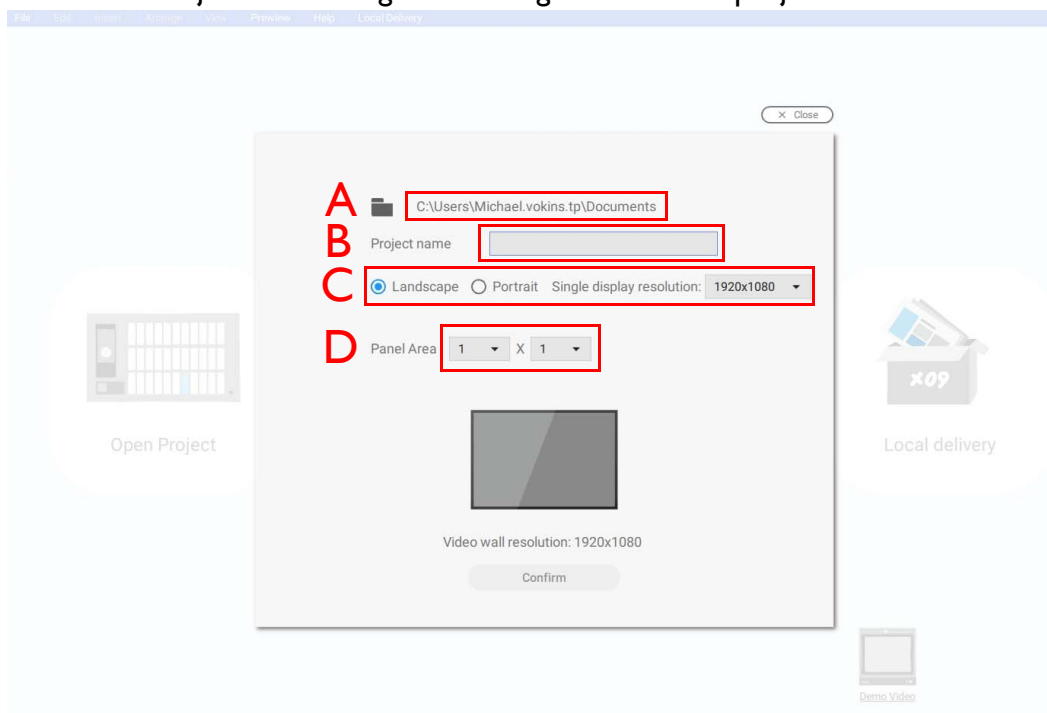 File Edit Insert Arrange View Preview Help Local Delivery
× Close
A C:\Users\Michael.vokins.tp\Documents
B Project name
C Landscape Portrait Single display resolution: 1920x1080
D Panel Area 1 X 1
Open Project
×09
Local delivery
Video wall resolution: 1920x1080
Confirm
Demo Video